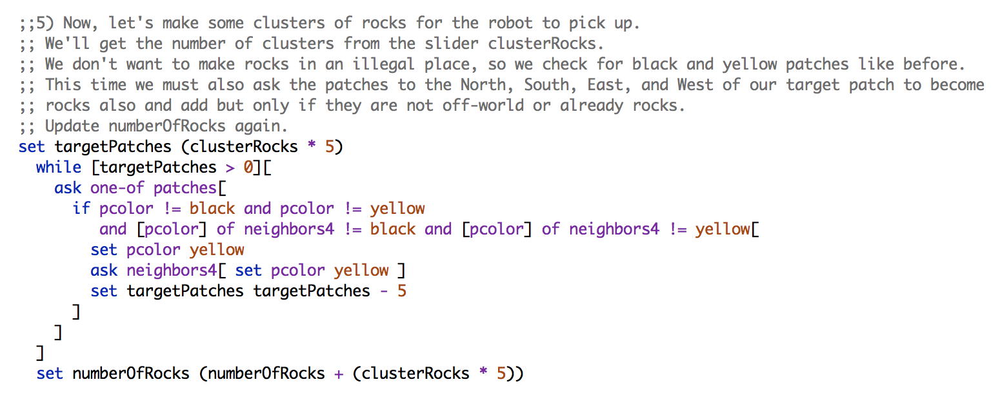 ;;5) Now, let's make some clusters of rocks for the robot to pick up.
;; We'll get the number of clusters from the slider clusterRocks.
;; We don't want to make rocks in an illegal place, so we check for black and yellow patches like before.
;; This time we must also ask the patches to the North, South, East, and West of our target patch to become
;; rocks also and add but only if they are not off-world or already rocks.
;; Update numberOfRocks again.
set targetPatches (clusterRocks * 5)
  while [targetPatches > 0][
    ask one-of patches[
      if pcolor != black and pcolor != yellow
         and [pcolor] of neighbors4 != black and [pcolor] of neighbors4 != yellow[
        set pcolor yellow
        ask neighbors4[ set pcolor yellow ]
        set targetPatches targetPatches - 5
      ]
    ]
  ]
  set numberOfRocks (numberOfRocks + (clusterRocks * 5))